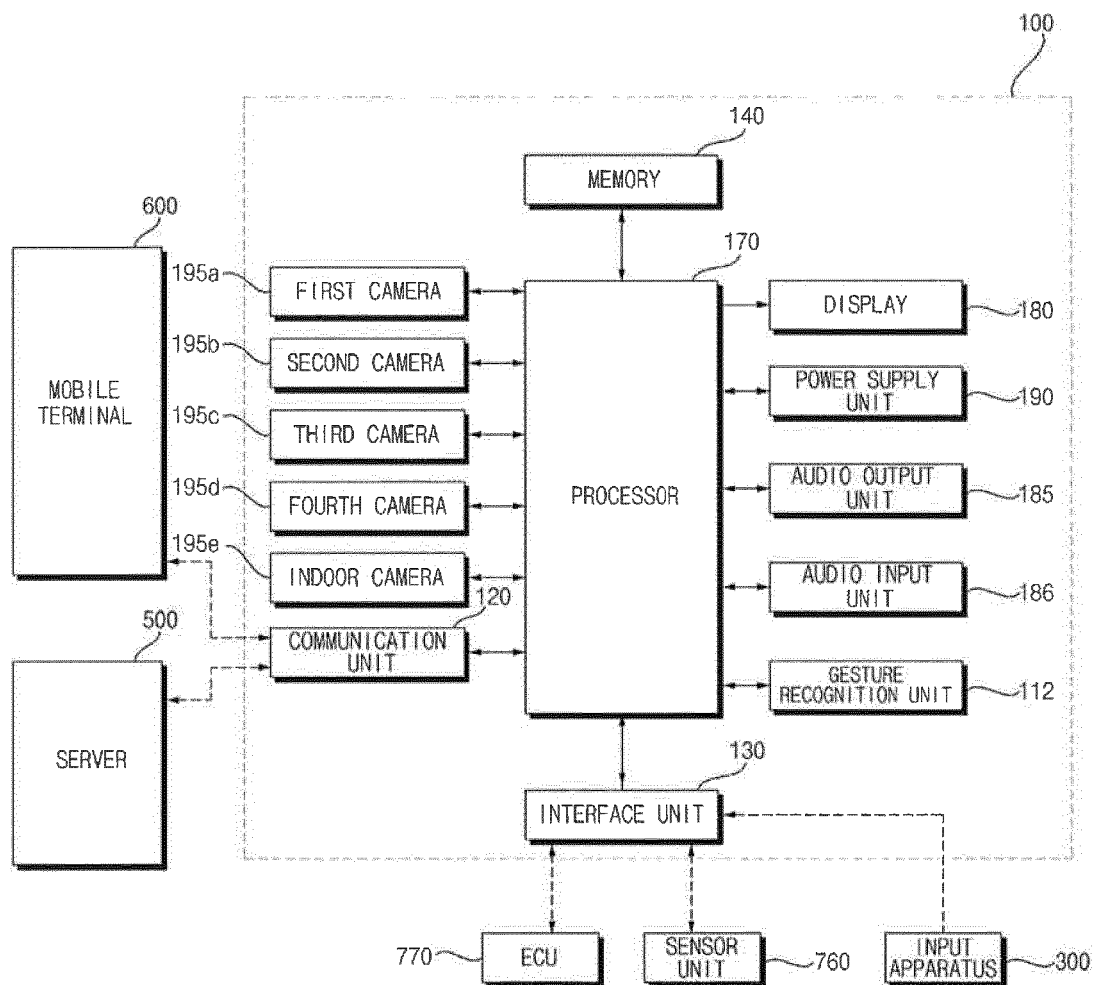 100
140
MEMORY
600
170
195a
FIRST CAMERA
DISPLAY
180
195b
SECOND CAMERA
POWER SUPPLY
UNIT
190
MOBILE
TERMINAL
195c
THIRD CAMERA
PROCESSOR
AUDIO OUTPUT
UNIT
185
195d
FOURTH CAMERA
195e
INDOOR CAMERA
AUDIO INPUT
UNIT
186
120
500
COMMUNICATION
UNIT
GESTURE
RECOGNITION UNIT
112
SERVER
130
INTERFACE UNIT
770
ECU
SENSOR
UNIT
760
INPUT
APPARATUS
300